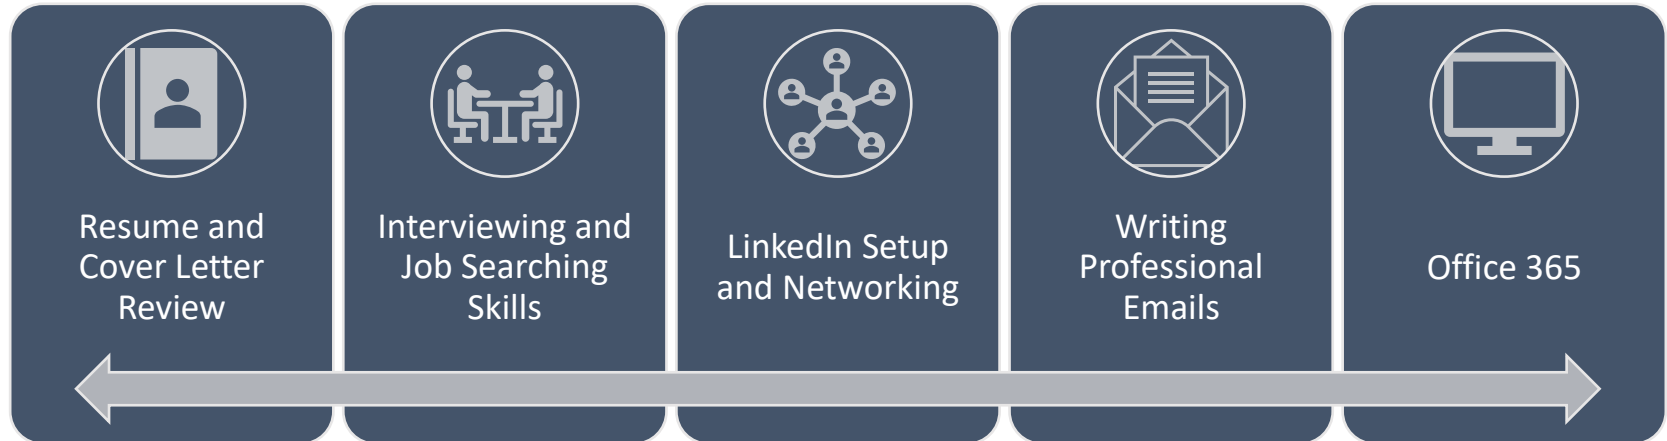 Resume and
Cover Letter
Review
Interviewing and
Job Searching
Skills
LinkedIn Setup
and Networking
Writing
Professional
Emails
Office 365